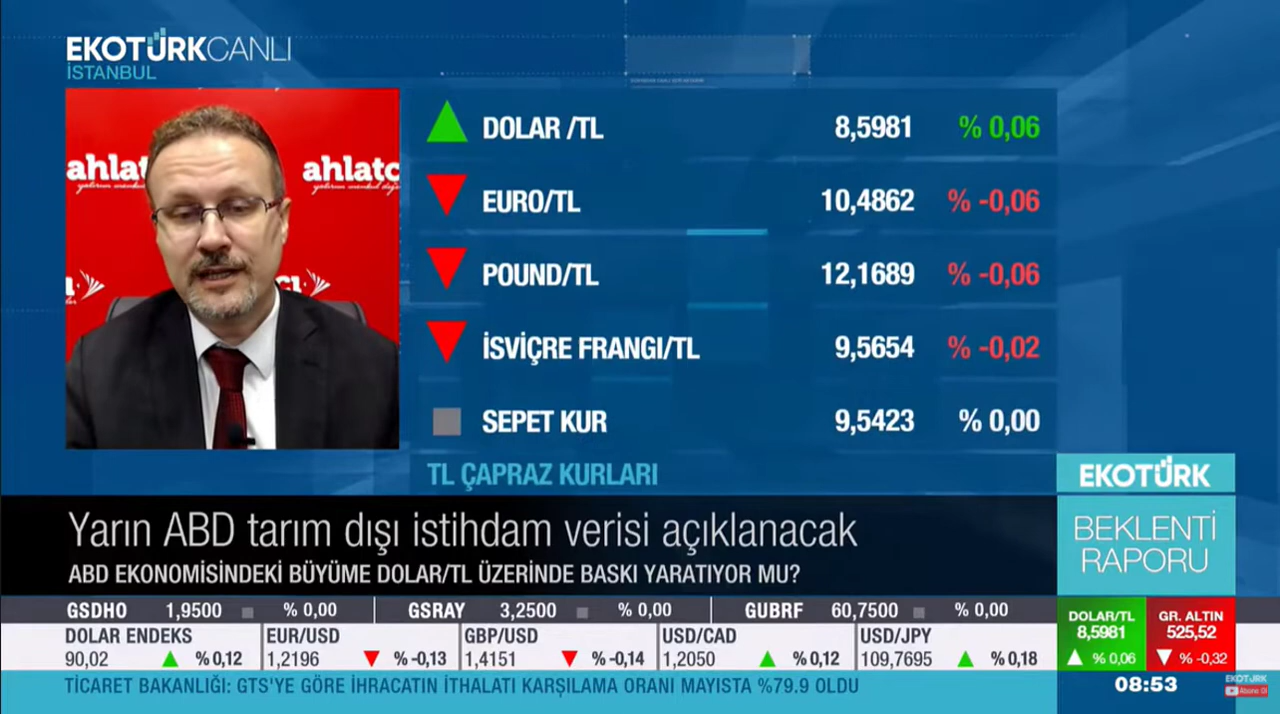 EKOTÜRK CANLI
İSTANBUL
ahlatc
ahlatc
DOLAR /TL 8,5981 % 0,06
EURO/TL 10,4862 % -0,06
POUND/TL 12,1689 % -0,06
İSVİÇRE FRANGI/TL 9,5654 % -0,02
SEPET KUR 9,5423 % 0,00
TL ÇAPRAZ KURLARI
EKOTÜRK
BEKLENTİ
RAPORU
Yarın ABD tarım dışı istihdam verisi açıklanacak
ABD EKONOMİSİNDEKİ BÜYÜME DOLAR/TL ÜZERİNDE BASKI YARATIYOR MU?
GSDHO 1,9500 % 0,00 GSRAY 3,2500 % 0,00 GUBRF 60,7500 % 0,00
DOLAR ENDEKS EUR/USD GBP/USD USD/CAD USD/JPY
90,02 % 0,12 1,2196 % -0,13 1,4151 % -0,14 1,2050 % 0,12 109,7695 % 0,18
DOLAR/TL GR. ALTIN
8,5981 525,52
% 0,06 % -0,32
TİCARET BAKANLIĞI: GTS'YE GÖRE İHRACATIN İTHALATI KARŞILAMA ORANI MAYISTA %79.9 OLDU
08:53
EKOTÜRK
Abone Ol